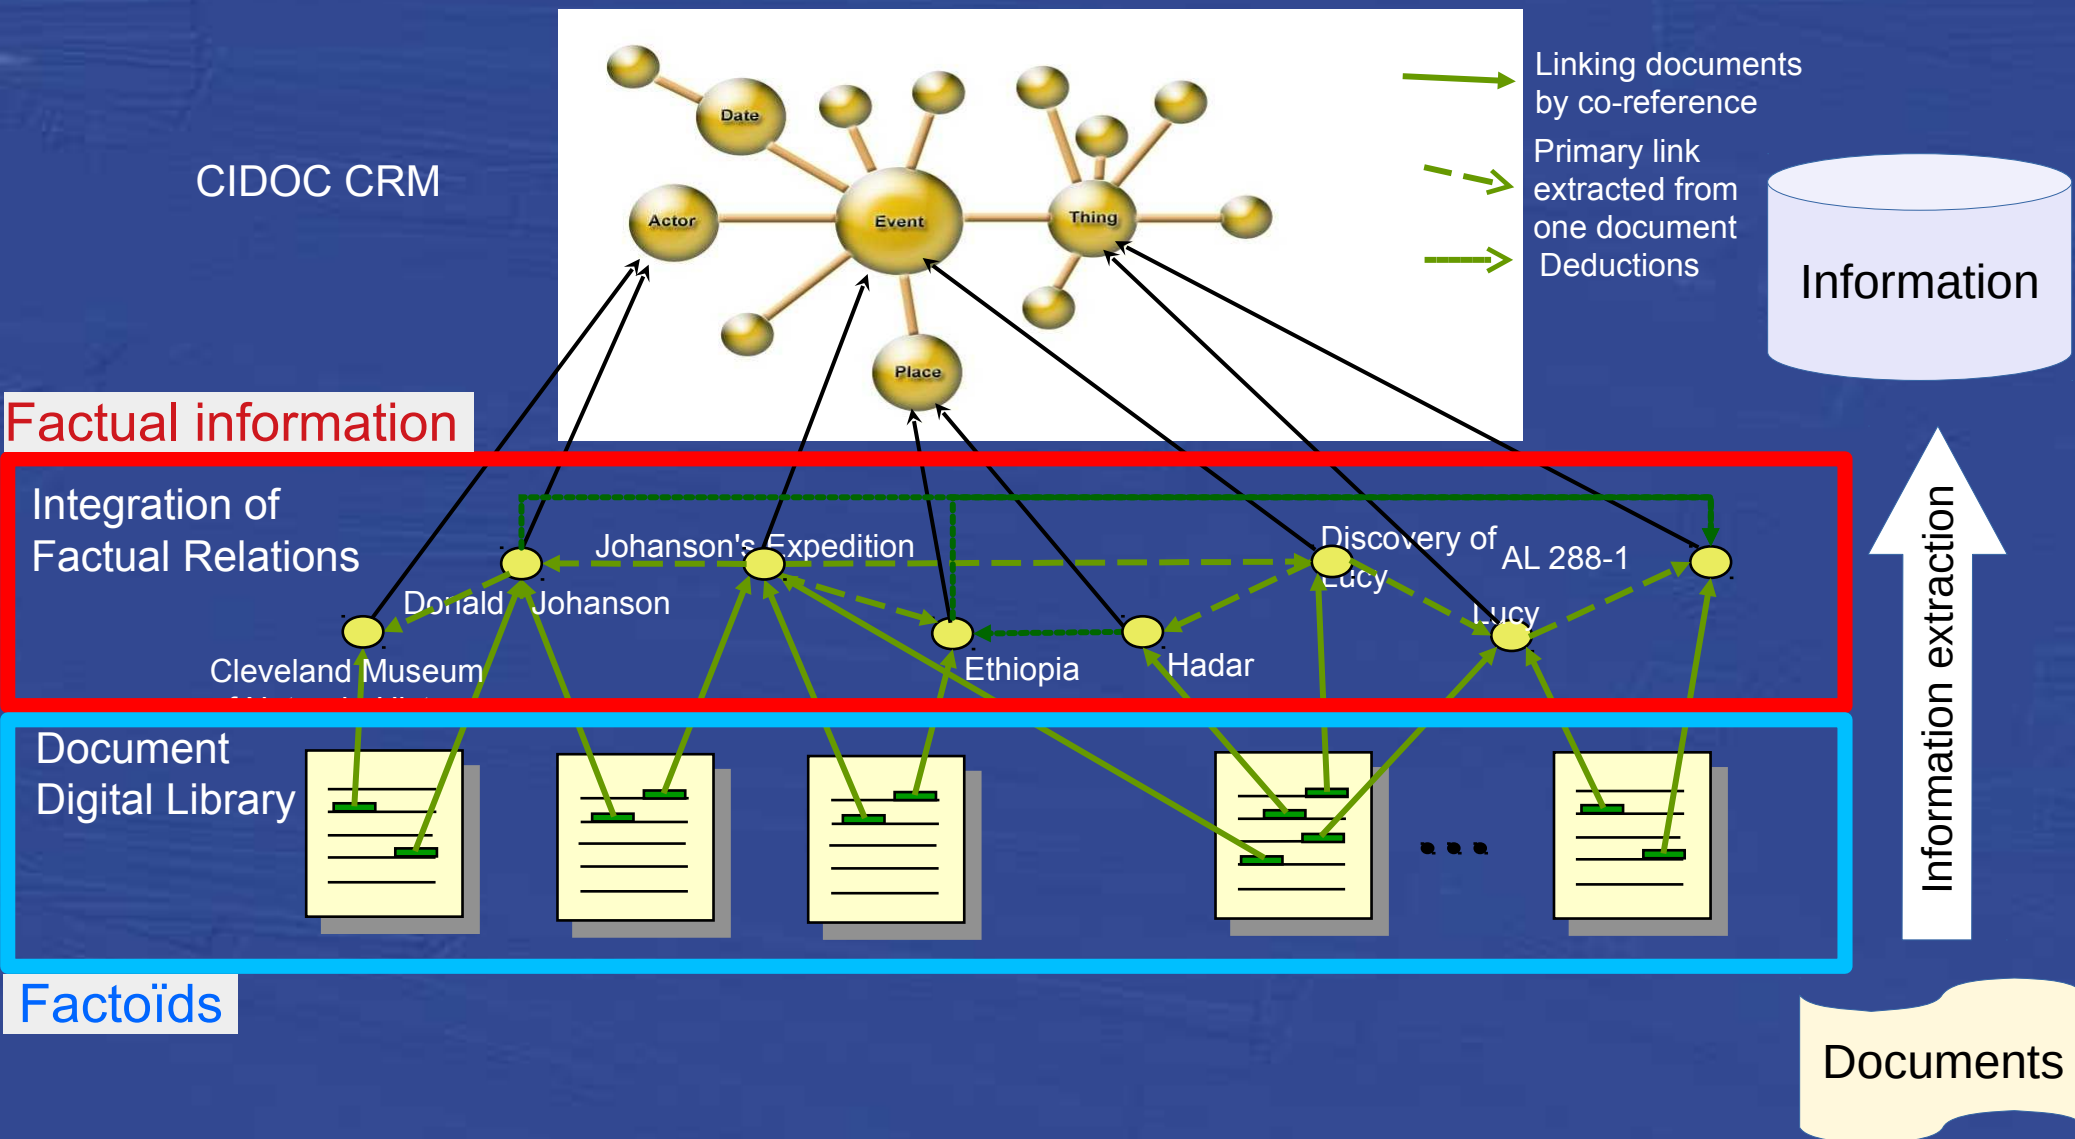 CIDOC CRM
Date
Actor
Event
Thing
Place
Linking documents
by co-reference
Primary link
extracted from
one document
Deductions
Information
Factual information
Integration of
Factual Relations
Johanson's Expedition
Discovery of
Lucy
AL 288-1
Donald Johanson
Lucy
Cleveland Museum
Ethiopia
Hadar
Information extraction
Document
Digital Library
Factoïds
Documents